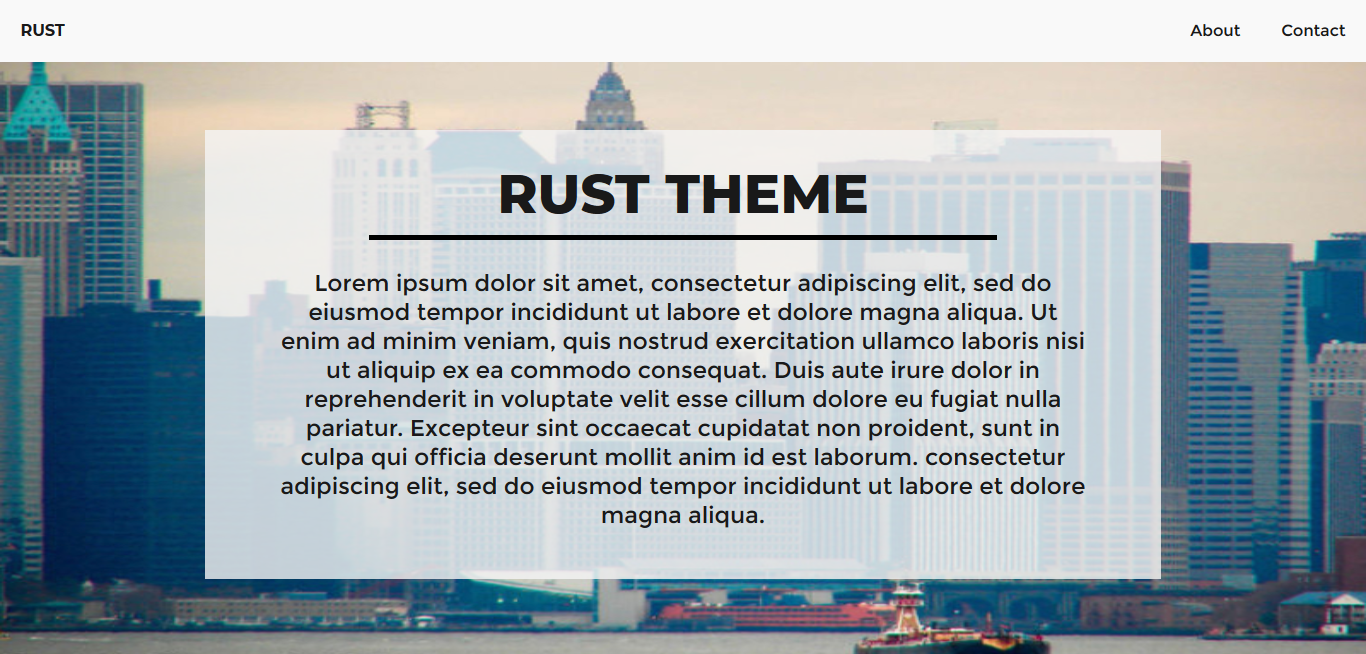 RUST
About
Contact
RUST THEME
Lorem ipsum dolor sit amet, consectetur adipiscing elit, sed do
eiusmod tempor incididunt ut labore et dolore magna aliqua. Ut
enim ad minim veniam, quis nostrud exercitation ullamco laboris nisi
ut aliquip ex ea commodo consequat. Duis aute irure dolor in
reprehenderit in voluptate velit esse cillum dolore eu fugiat nulla
pariatur. Excepteur sint occaecat cupidatat non proident, sunt in
culpa qui officia deserunt mollit anim id est laborum. consectetur
adipiscing elit, sed do eiusmod tempor incididunt ut labore et dolore
magna aliqua.